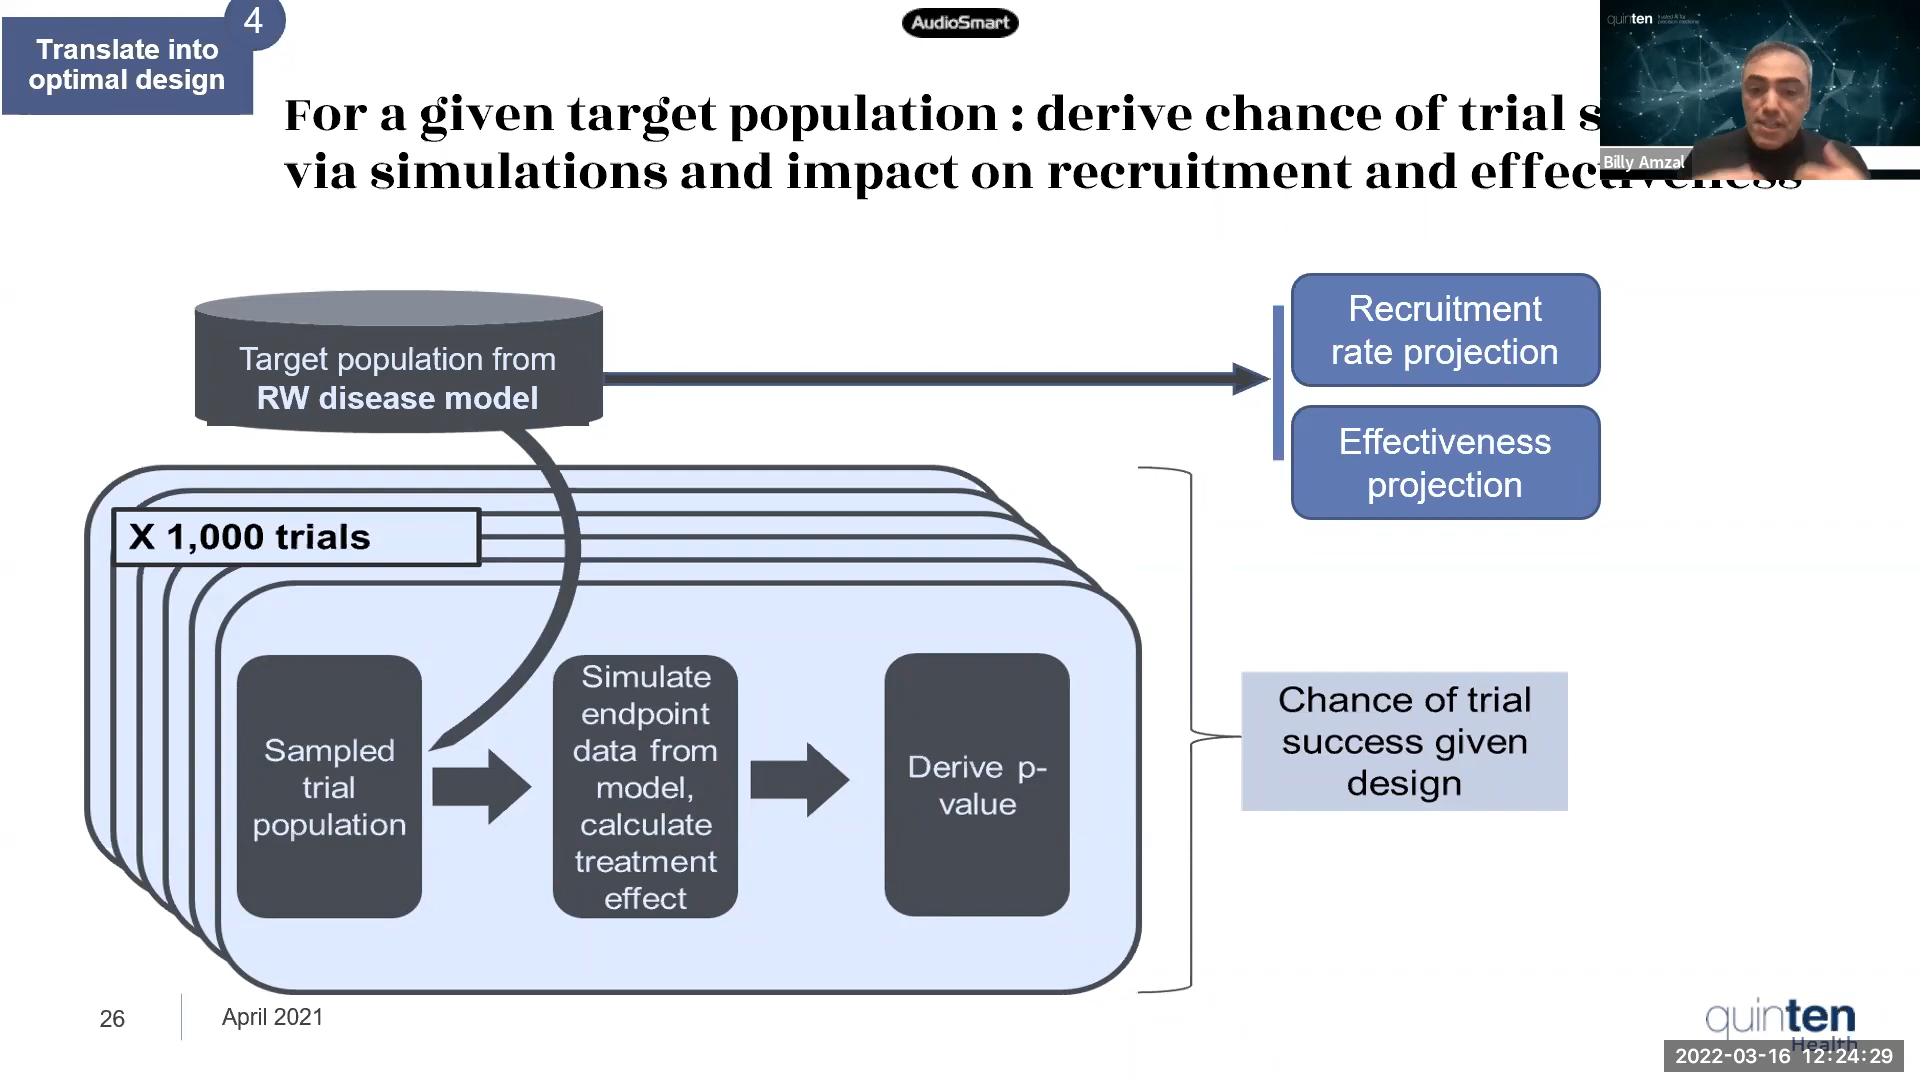 4
Translate into
optimal design
AudioSmart
quinten
Billy Amzal
For a given target population : derive chance of trial s
via simulations and impact on recruitment and effectiveness
Target population from
RW disease model
Recruitment
rate projection
Effectiveness
projection
X 1,000 trials
Sampled
trial
population
Simulate
endpoint
data from
model,
calculate
treatment
effect
Derive p-
value
Chance of trial
success given
design
26
April 2021
quinten
Health
2022-03-16 12:24:29